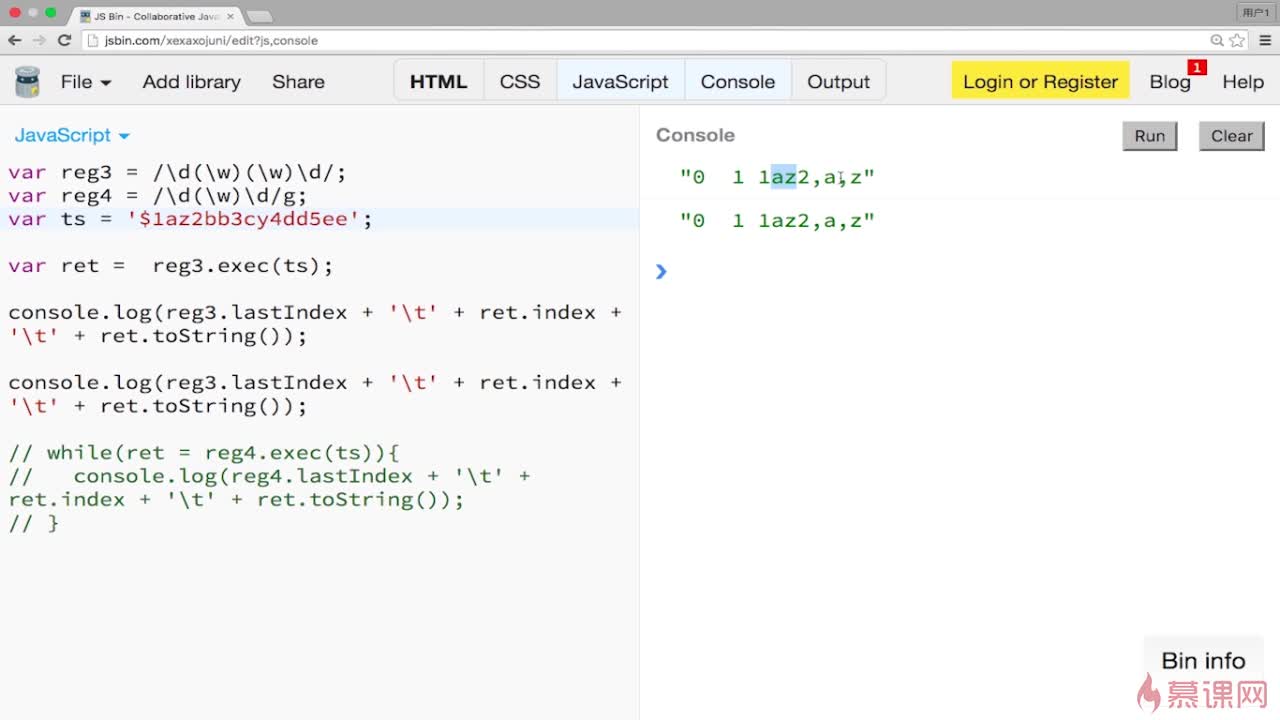 JS Bin - Collaborative Java
用户1
jsbin.com/xexaxojuni/edit?js,console
File Add library Share HTML CSS JavaScript Console Output Login or Register Blog 1 Help
JavaScript
var reg3 = /\d(\w)(\w)\d/;
var reg4 = /\d(\w)\d/g;
var ts = '$1az2bb3cy4dd5ee';
var ret =  reg3.exec(ts);
console.log(reg3.lastIndex + '\t' + ret.index +
'\t' + ret.toString());
console.log(reg3.lastIndex + '\t' + ret.index +
'\t' + ret.toString());
// while(ret = reg4.exec(ts)){
//   console.log(reg4.lastIndex + '\t' +
ret.index + '\t' + ret.toString());
// }
Console
Run Clear
"0  1 1az2,a,z"
"0  1 1az2,a,z"
Bin info
慕课网